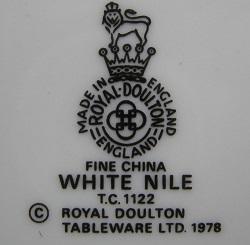 MADE IN ENGLAND
ROYAL·DOULTON
ENGLAND
FINE CHINA
WHITE NILE
T.C. 1122
© ROYAL DOULTON
TABLEWARE LTD. 1978